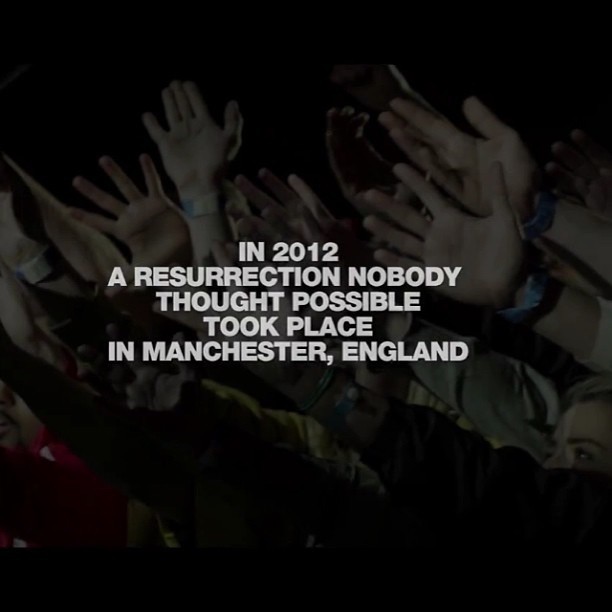 IN 2012
A RESURRECTION NOBODY
THOUGHT POSSIBLE
TOOK PLACE
IN MANCHESTER, ENGLAND